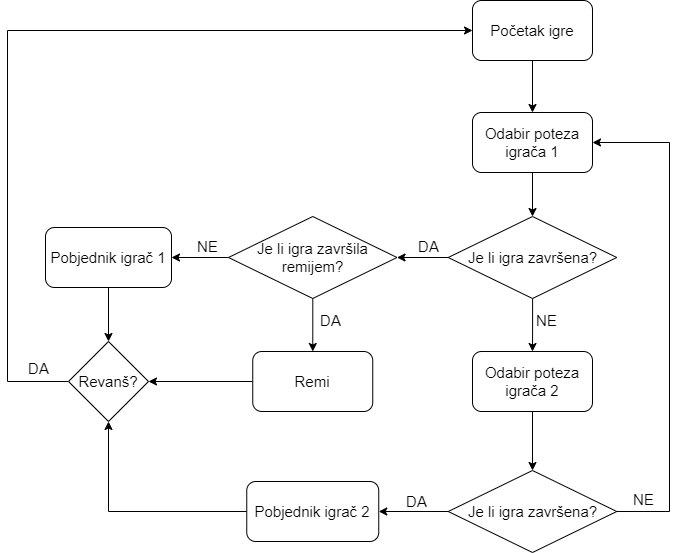 Početak igre
Odabir poteza
igrača 1
Je li igra završena?
DA
Je li igra završila
remijem?
NE
Pobjednik igrač 1
DA
Remi
NE
Odabir poteza
igrača 2
Revanš?
DA
Je li igra završena?
NE
DA
Pobjednik igrač 2